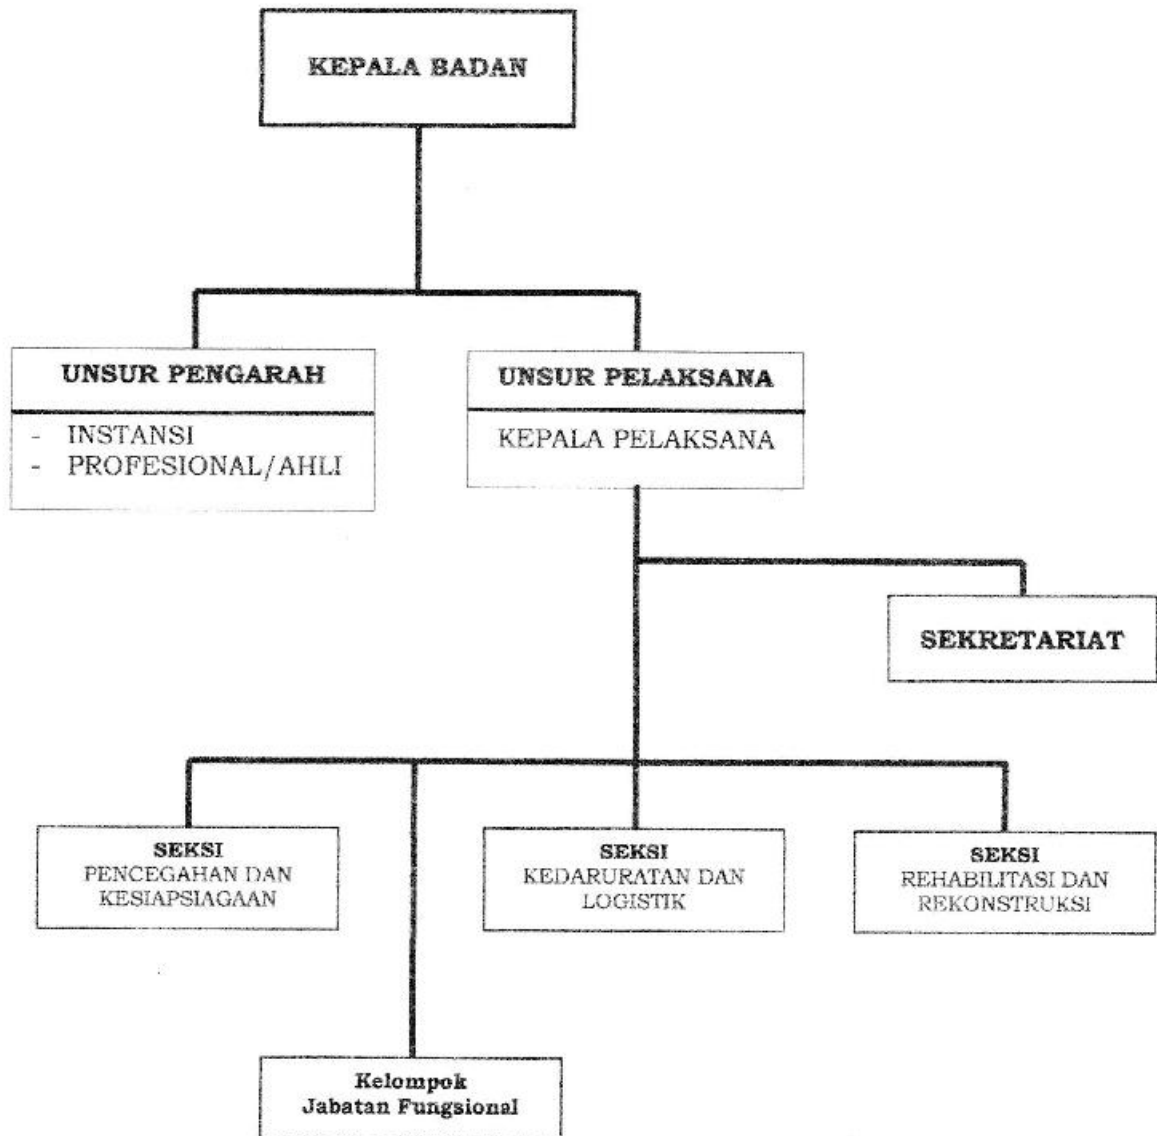 KEPALA BADAN
UNSUR PENGARAH
- INSTANSI
- PROFESIONAL/AHLI
UNSUR PELAKSANA
KEPALA PELAKSANA
SEKRETARIAT
SEKSI
PENCEGAHAN DAN
KESIAPSIAGAAN
SEKSI
KEDARURATAN DAN
LOGISTIK
SEKSI
REHABILITASI DAN
REKONSTRUKSI
Kelompok
Jabatan Fungsional